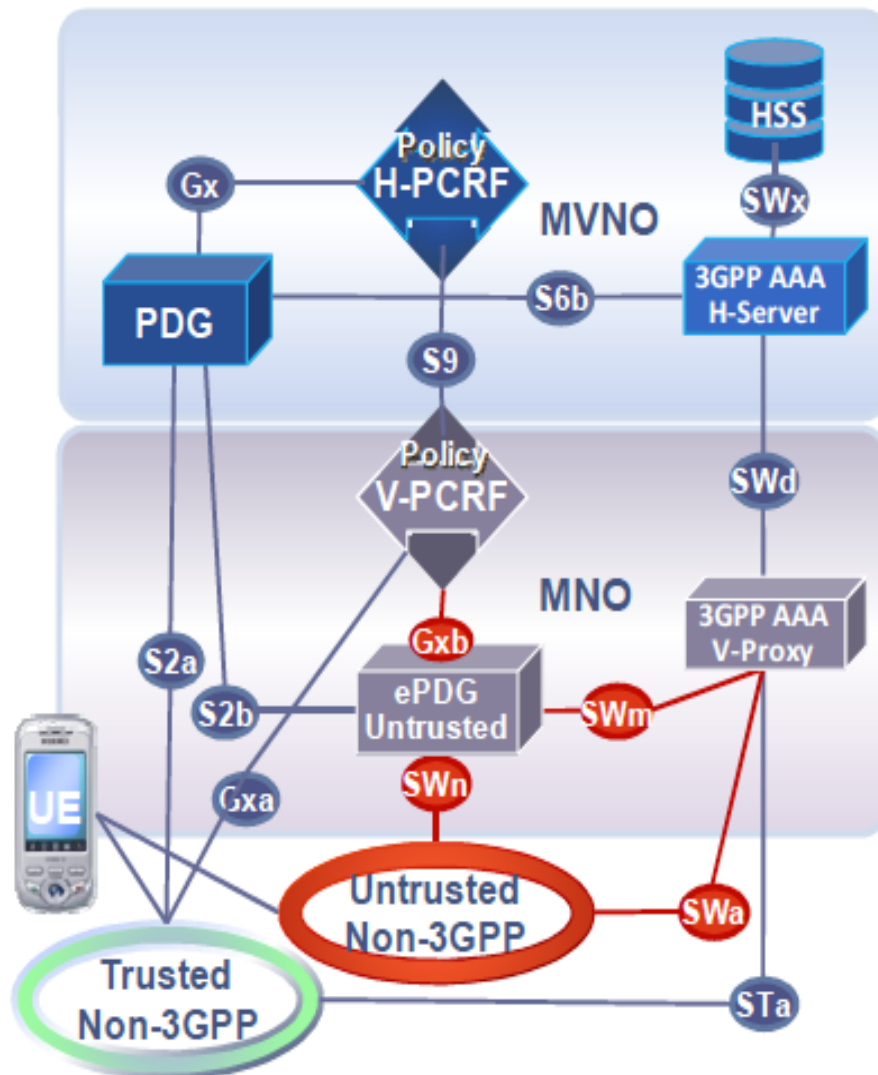 HSS
Policy
H-PCRF
Gx
SWx
MVNO
3GPP AAA
H-Server
PDG
S6b
S9
Policy
V-PCRF
SWd
MNO
3GPP AAA
V-Proxy
Gxb
S2a
ePDG
Untrusted
S2b
SWm
SWn
Gxa
UE
Untrusted
Non-3GPP
SWa
Trusted
Non-3GPP
STa